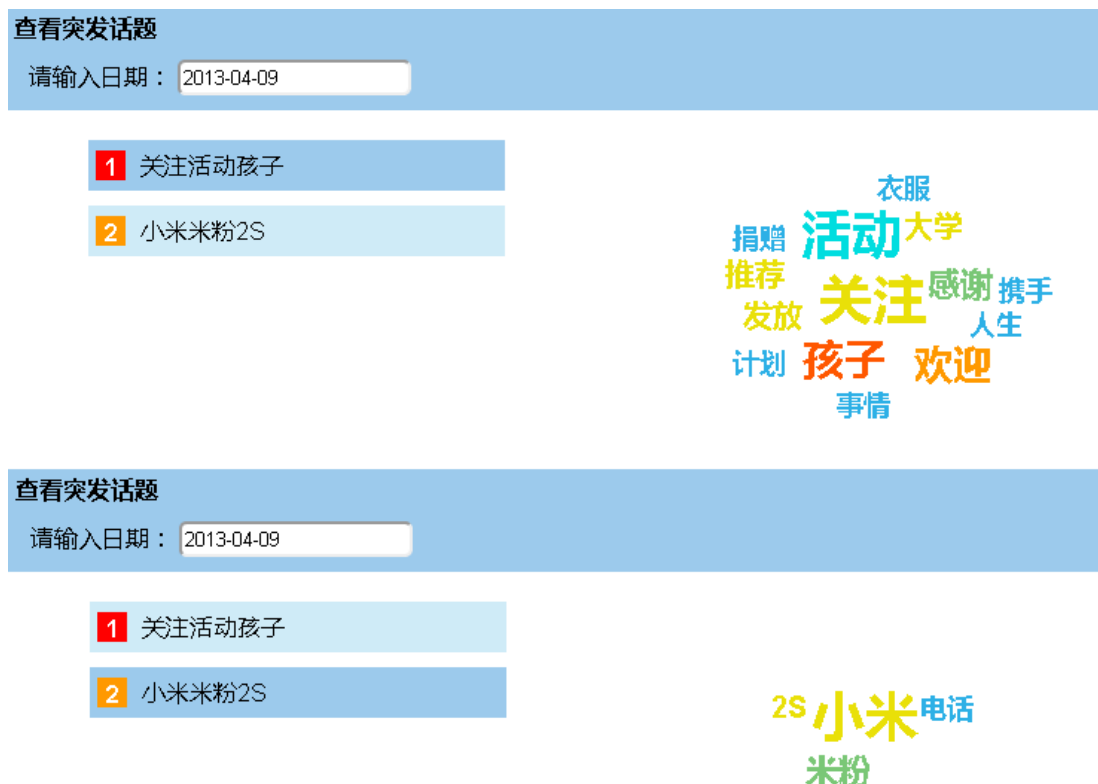 查看突发话题
请输入日期： 2013-04-09
1 关注活动孩子
2 小米米粉2S
衣服
捐赠 活动 大学
推荐 关注 感谢 携手
发放 人生
计划 孩子 欢迎
事情
查看突发话题
请输入日期： 2013-04-09
1 关注活动孩子
2 小米米粉2S
2S 小米 电话
米粉